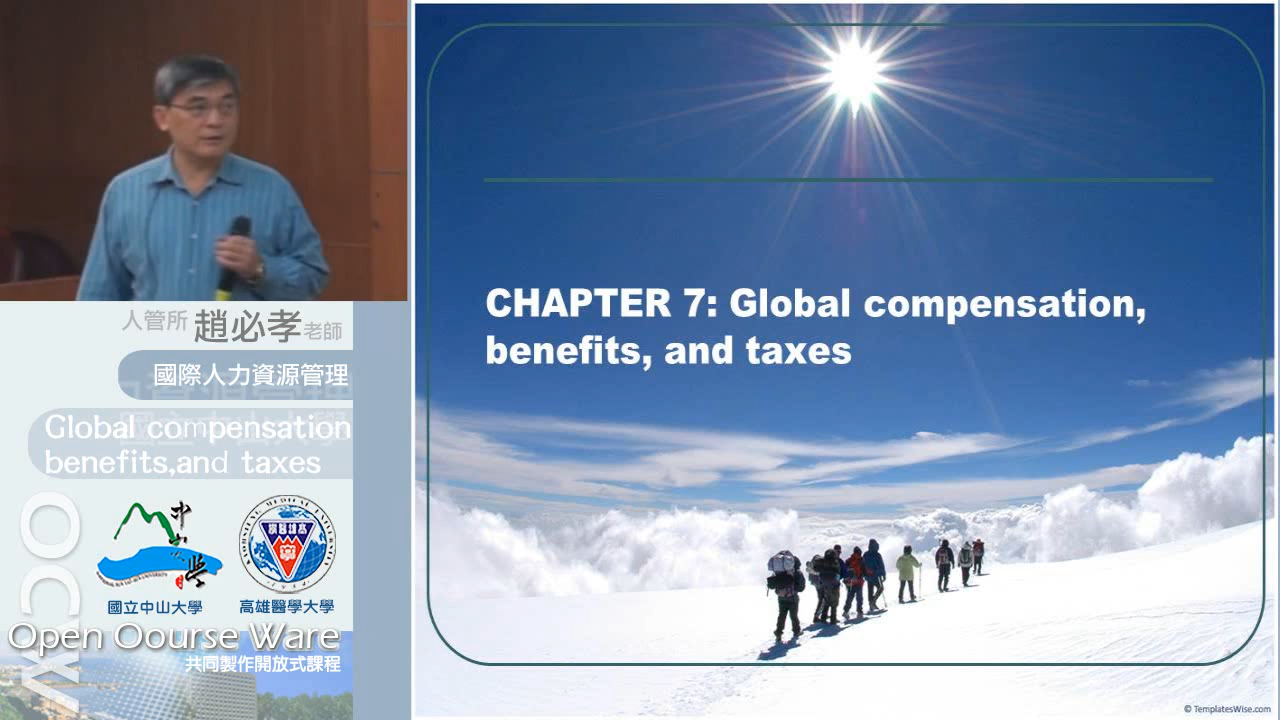 人管所 趙必孝老師
國際人力資源管理
Global compensation
benefits,and taxes
OCW
國立中山大學
高雄醫學大學
Open Oourse Ware
共同製作開放式課程
CHAPTER 7: Global compensation,
benefits, and taxes
© TemplatesWise.com